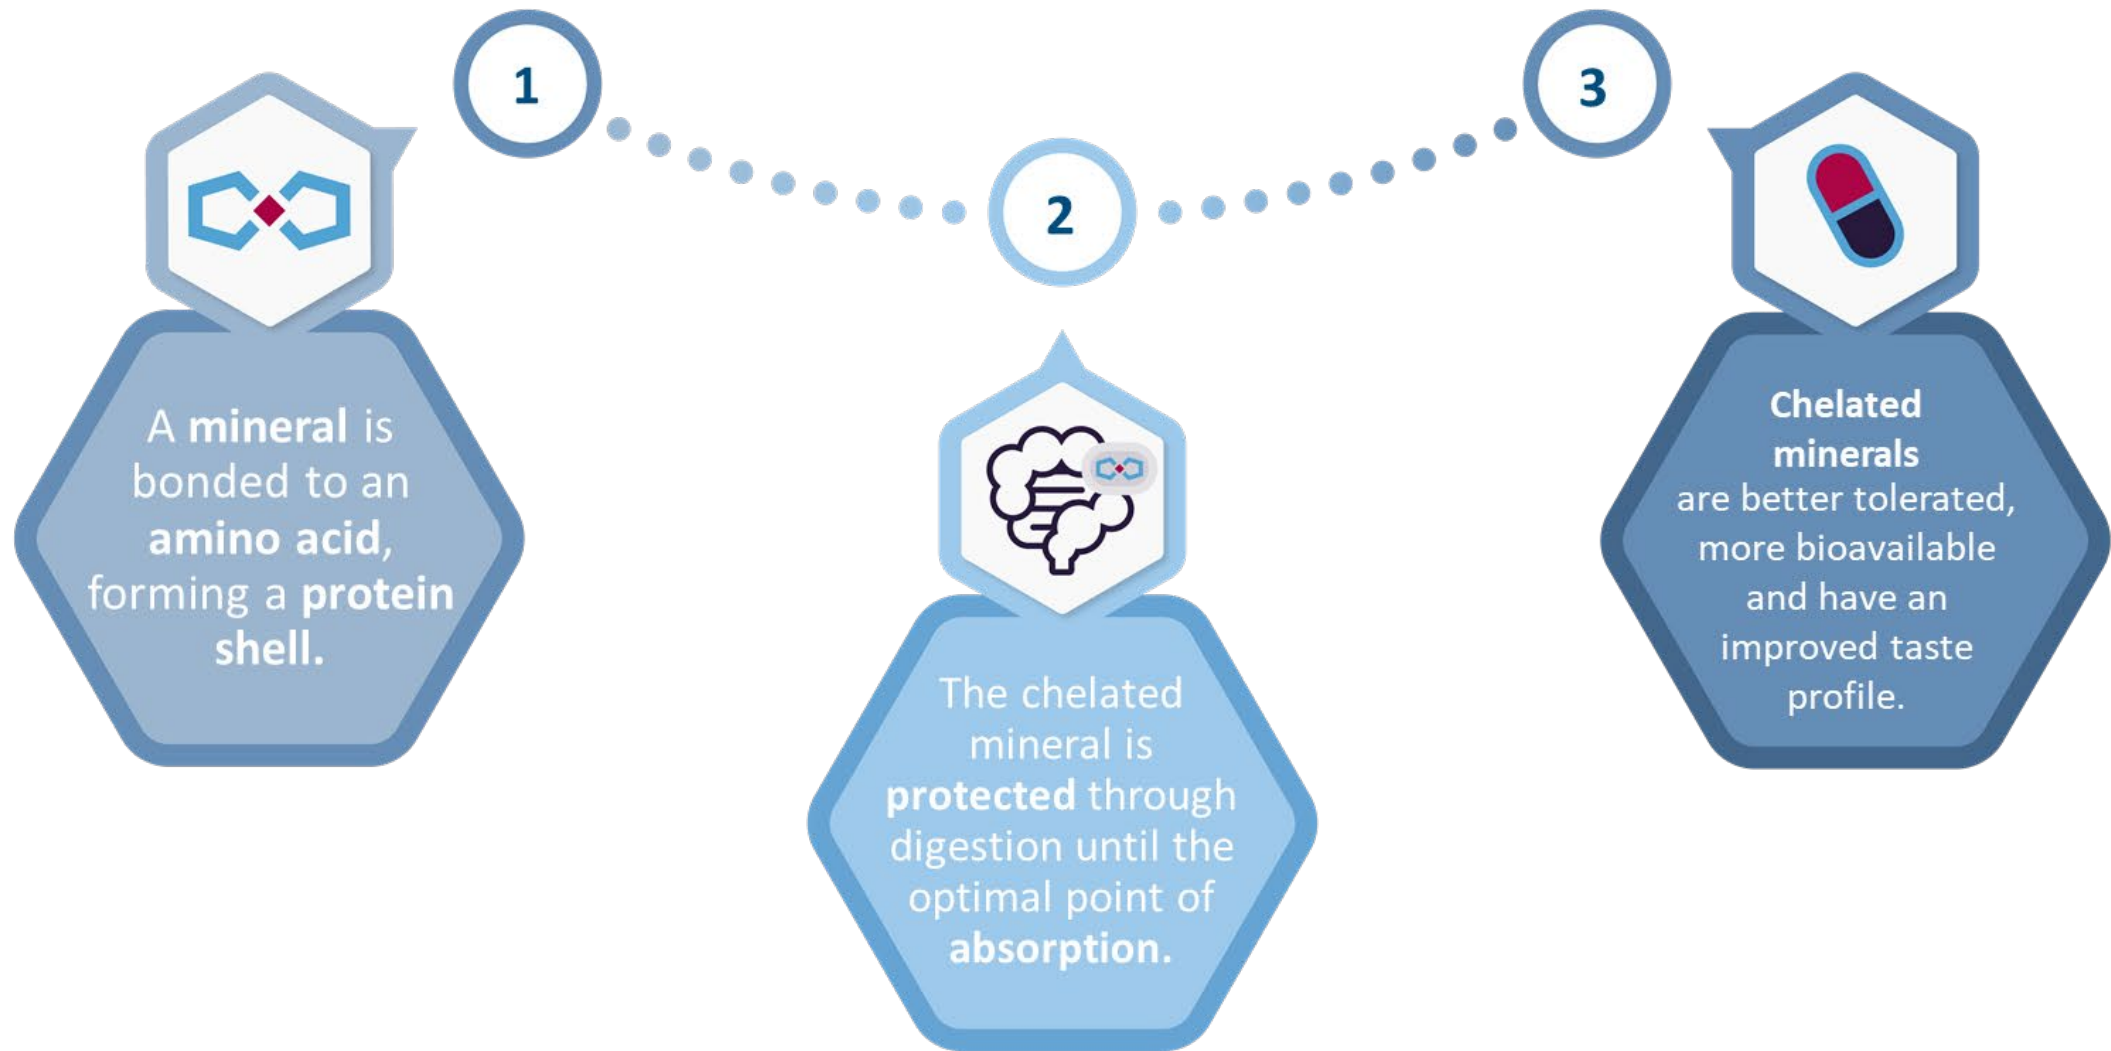 1
A mineral is
bonded to an
amino acid,
forming a protein
shell.
2
The chelated
mineral is
protected through
digestion until the
optimal point of
absorption.
3
Chelated
minerals
are better tolerated,
more bioavailable
and have an
improved taste
profile.